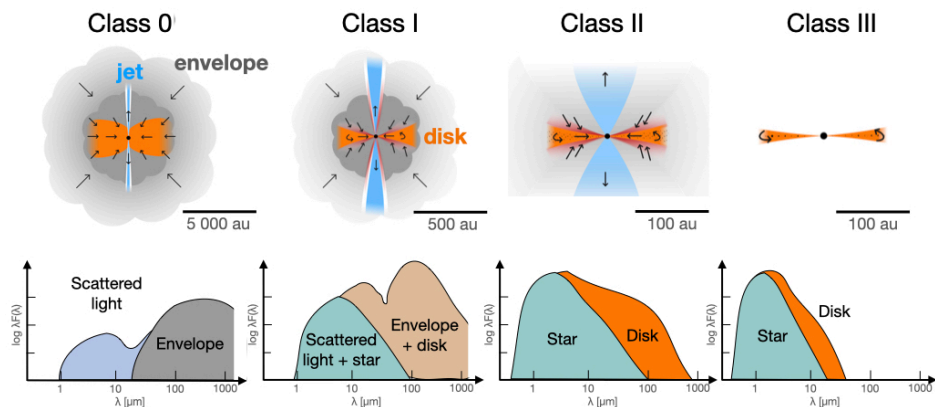 Class 0
Class I
Class II
Class III
envelope
jet
disk
5 000 au
500 au
100 au
100 au
log λF(λ)
Scattered
light
Envelope
1
10
100
1000
λ [μm]
log λF(λ)
Scattered
light + star
Envelope
+ disk
1
10
100
1000
λ [μm]
log λF(λ)
Star
Disk
1
10
100
1000
λ [μm]
log λF(λ)
Star
Disk
1
10
100
1000
λ [μm]